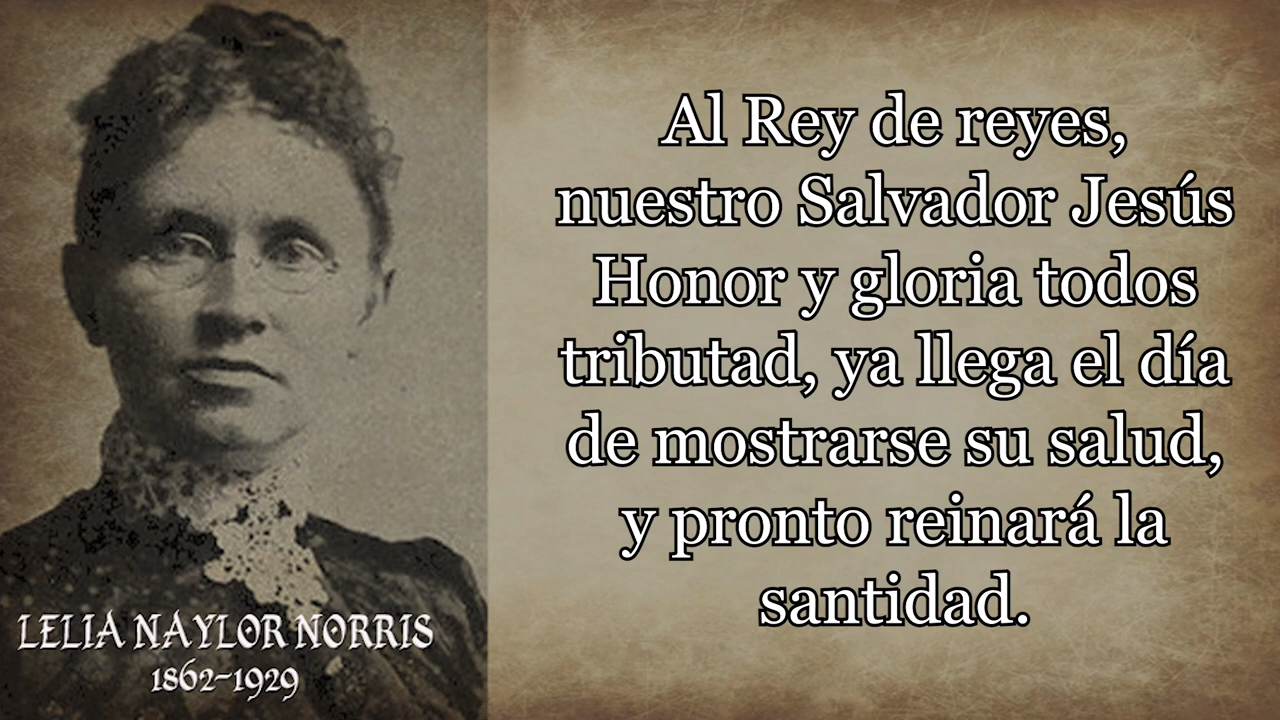 Al Rey de reyes,
nuestro Salvador Jesús
Honor y gloria todos
tributad, ya llega el día
de mostrarse su salud,
y pronto reinará la
santidad.
LELIA NAYLOR NORRIS
1862-1929